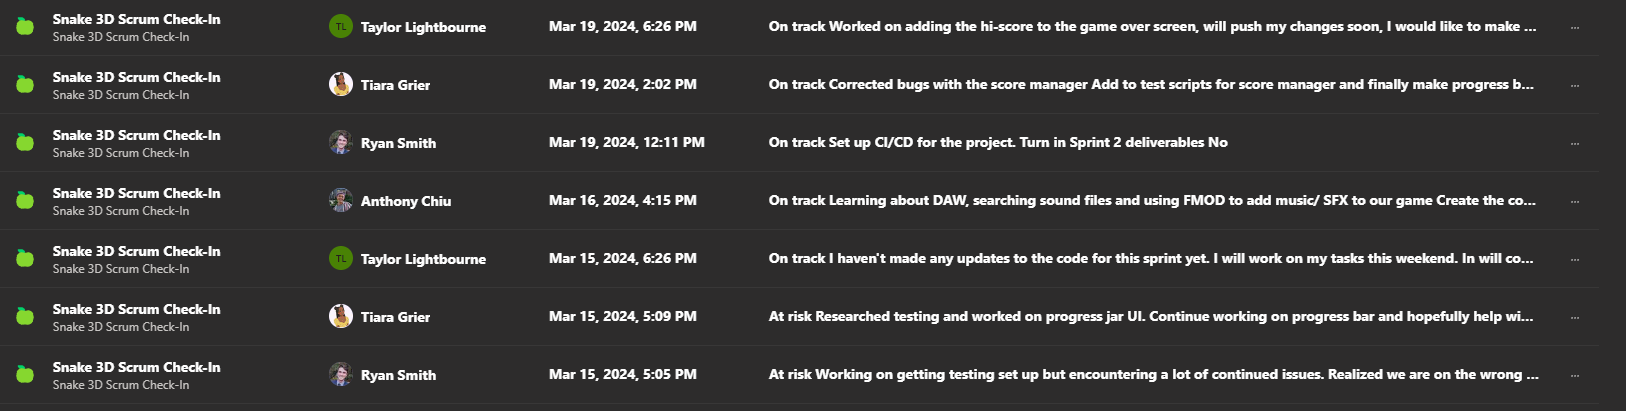 Snake 3D Scrum Check-In
Snake 3D Scrum Check-In
TL Taylor Lightbourne
Mar 19, 2024, 6:26 PM
On track Worked on adding the hi-score to the game over screen, will push my changes soon, I would like to make ...
Snake 3D Scrum Check-In
Snake 3D Scrum Check-In
Tiara Grier
Mar 19, 2024, 2:02 PM
On track Corrected bugs with the score manager Add to test scripts for score manager and finally make progress b...
Snake 3D Scrum Check-In
Snake 3D Scrum Check-In
Ryan Smith
Mar 19, 2024, 12:11 PM
On track Set up CI/CD for the project. Turn in Sprint 2 deliverables No
Snake 3D Scrum Check-In
Snake 3D Scrum Check-In
Anthony Chiu
Mar 16, 2024, 4:15 PM
On track Learning about DAW, searching sound files and using FMOD to add music/ SFX to our game Create the co...
Snake 3D Scrum Check-In
Snake 3D Scrum Check-In
TL Taylor Lightbourne
Mar 15, 2024, 6:26 PM
On track I haven't made any updates to the code for this sprint yet. I will work on my tasks this weekend. In will co...
Snake 3D Scrum Check-In
Snake 3D Scrum Check-In
Tiara Grier
Mar 15, 2024, 5:09 PM
At risk Researched testing and worked on progress jar UI. Continue working on progress bar and hopefully help wi...
Snake 3D Scrum Check-In
Snake 3D Scrum Check-In
Ryan Smith
Mar 15, 2024, 5:05 PM
At risk Working on getting testing set up but encountering a lot of continued issues. Realized we are on the wrong ...